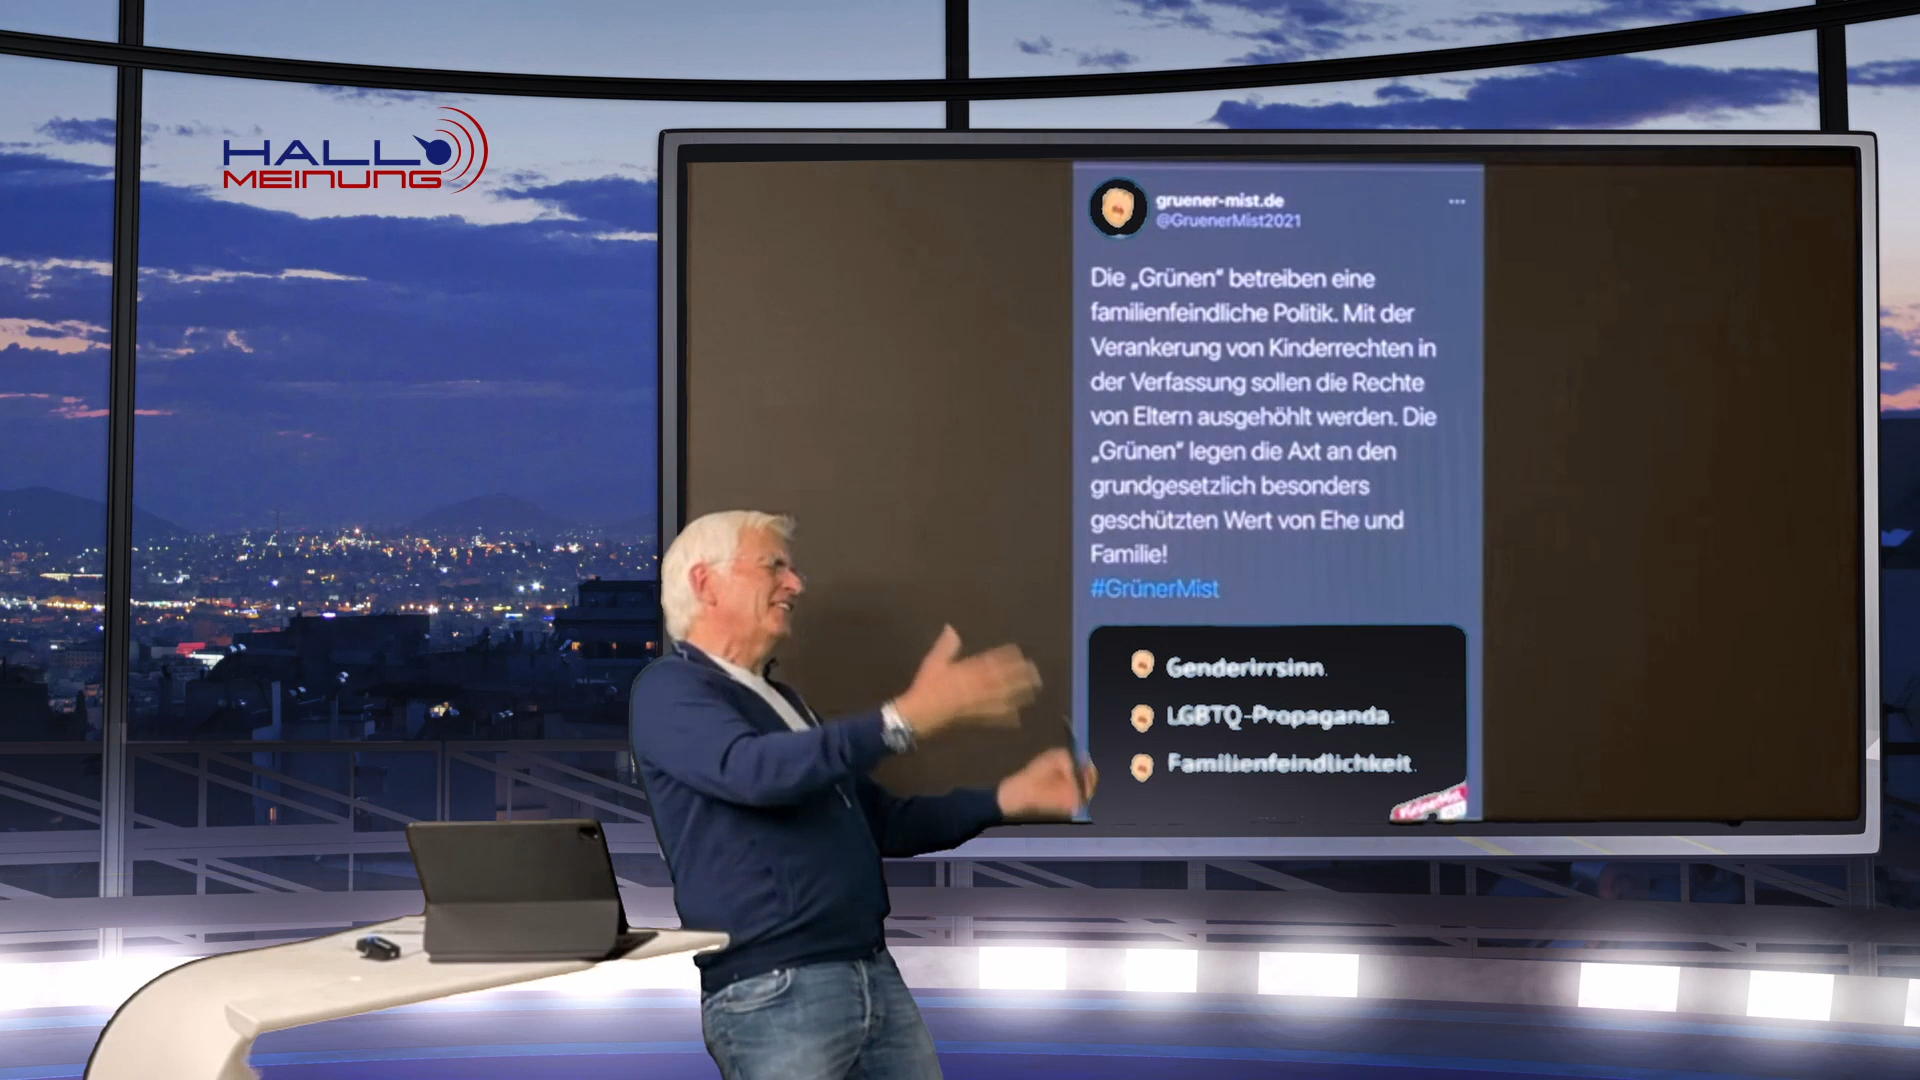 HALLO
MEINUNG
gruener-mist.de
@GruenerMist2021
Die „Grünen“ betreiben eine
familienfeindliche Politik. Mit der
Verankerung von Kinderrechten in
der Verfassung sollen die Rechte
von Eltern ausgehöhlt werden. Die
„Grünen“ legen die Axt an den
grundgesetzlich besonders
geschützten Wert von Ehe und
Familie!
#GrünerMist
Genderirrsinn.
LGBTQ-Propaganda.
Familienfeindlichkeit.
#GrünerMist